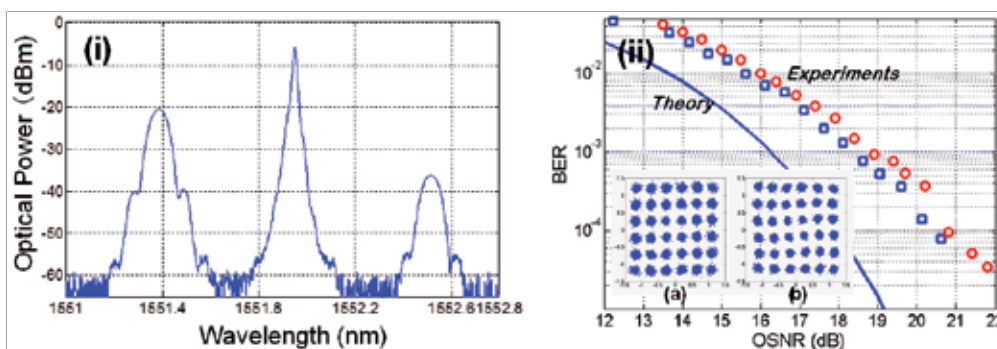 (i)
Optical Power (dBm)
0
-10
-20
-30
-40
-50
-60
1551
1551.4
1551.8
1552.2
1552.6
1552.8
Wavelength (nm)
(ii)
BER
10-2
10-3
10-4
Experiments
Theory
(a)
(b)
12 13 14 15 16 17 18 19 20 21 22
OSNR (dB)